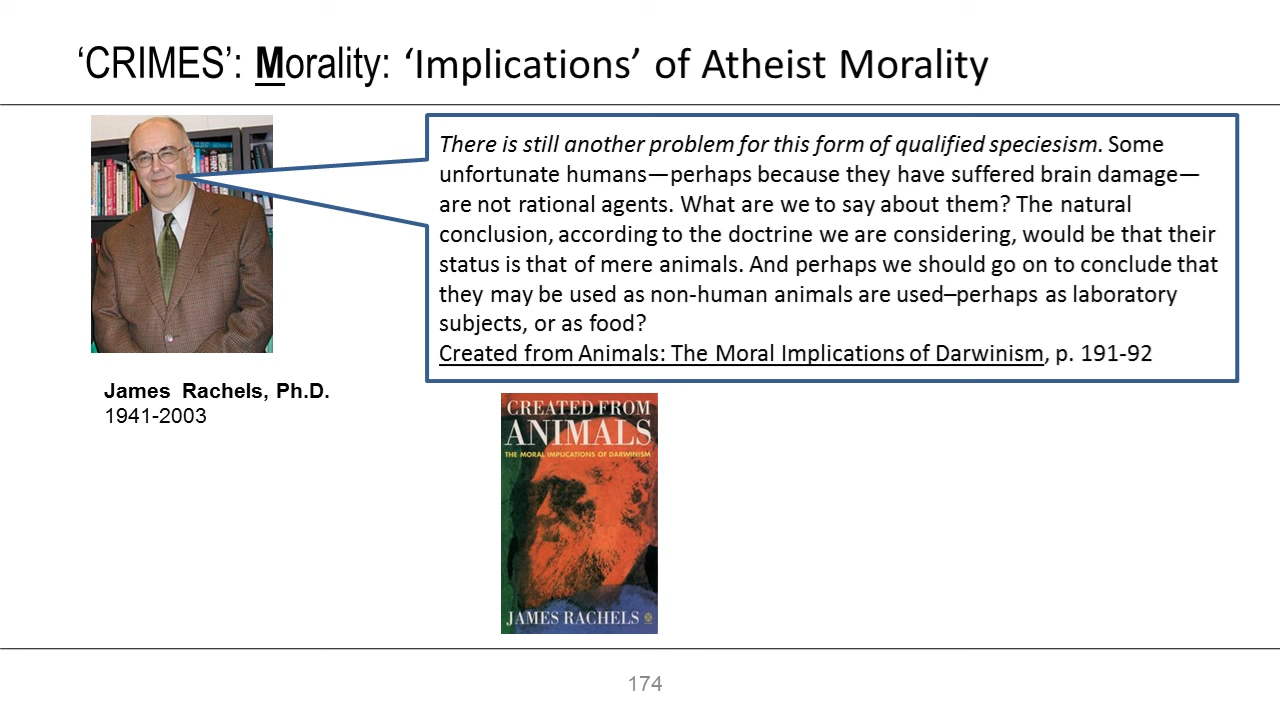 ‘CRIMES’: Morality: ‘Implications’ of Atheist Morality
There is still another problem for this form of qualified speciesism. Some
unfortunate humans—perhaps because they have suffered brain damage—
are not rational agents. What are we to say about them? The natural
conclusion, according to the doctrine we are considering, would be that their
status is that of mere animals. And perhaps we should go on to conclude that
they may be used as non-human animals are used–perhaps as laboratory
subjects, or as food?
Created from Animals: The Moral Implications of Darwinism, p. 191-92
James Rachels, Ph.D.
1941-2003
CREATED FROM
ANIMALS
THE MORAL IMPLICATIONS OF DARWINISM
JAMES RACHELS
174